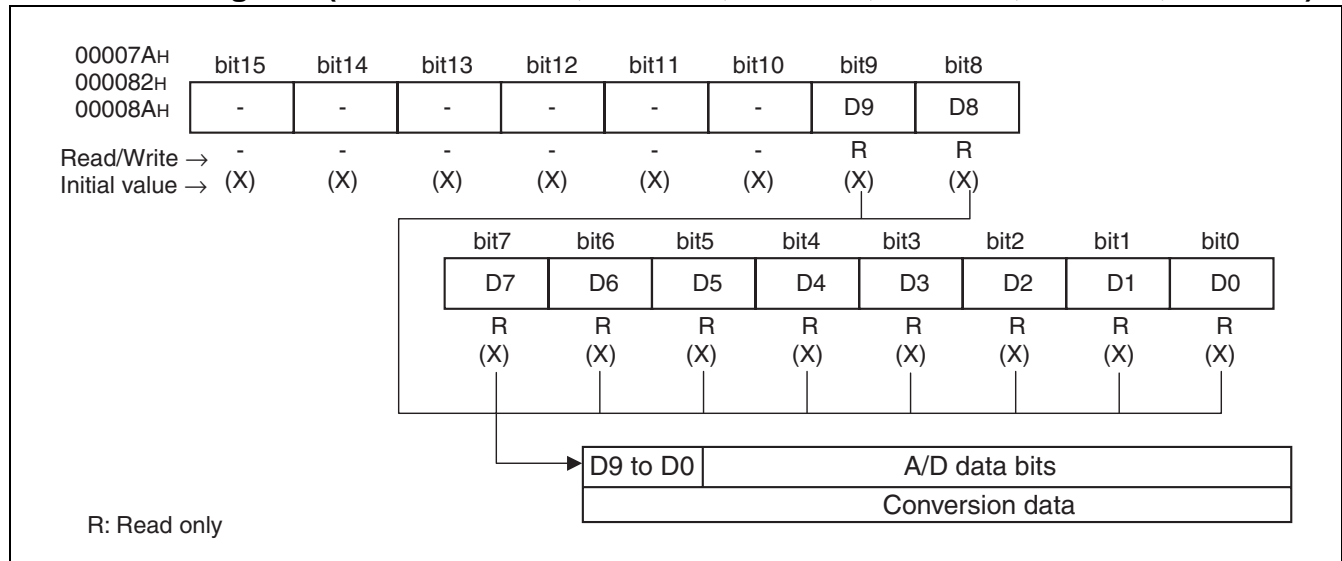 00007AH
000082H
00008AH
bit15 bit14 bit13 bit12 bit11 bit10 bit9 bit8
- - - - - - D9 D8
Read/Write → - - - - - - R R
Initial value → (X) (X) (X) (X) (X) (X) (X) (X)
bit7 bit6 bit5 bit4 bit3 bit2 bit1 bit0
D7 D6 D5 D4 D3 D2 D1 D0
R R R R R R R R
(X) (X) (X) (X) (X) (X) (X) (X)
D9 to D0 A/D data bits
Conversion data
R: Read only